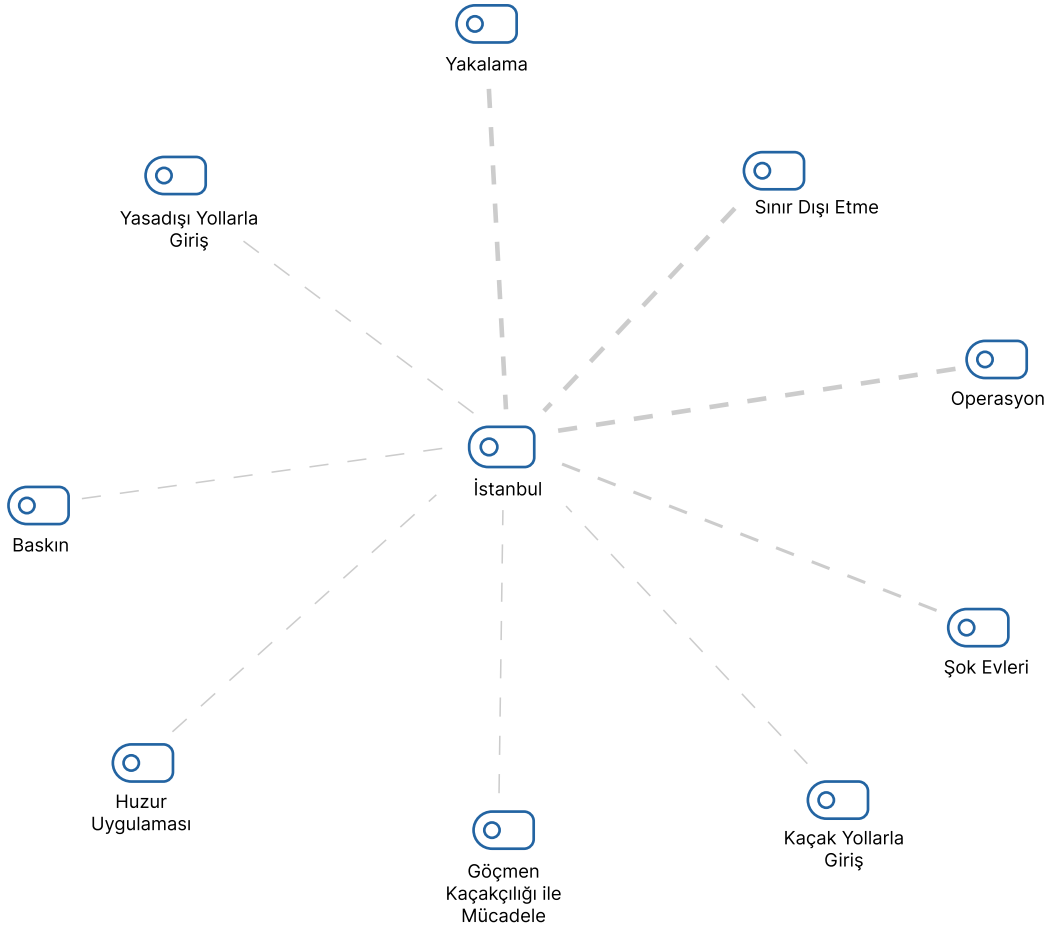 Yakalama
Sınır Dışı Etme
Yasadışı Yollarla
Giriş
Operasyon
İstanbul
Baskın
Şok Evleri
Huzur
Uygulaması
Kaçak Yollarla
Giriş
Göçmen
Kaçakçılığı ile
Mücadele